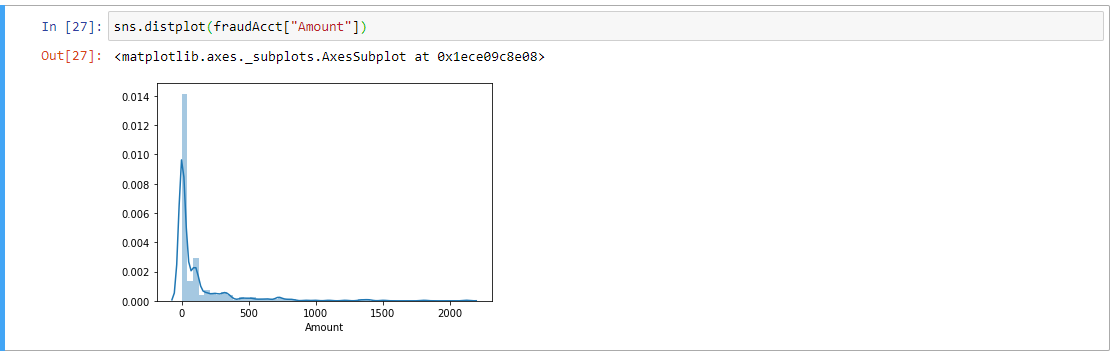 In [27]: sns.distplot(fraudAcct["Amount"])
Out[27]: <matplotlib.axes._subplots.AxesSubplot at 0x1ece09c8e08>
0.014
0.012
0.010
0.008
0.006
0.004
0.002
0.000
0 500 1000 1500 2000
Amount